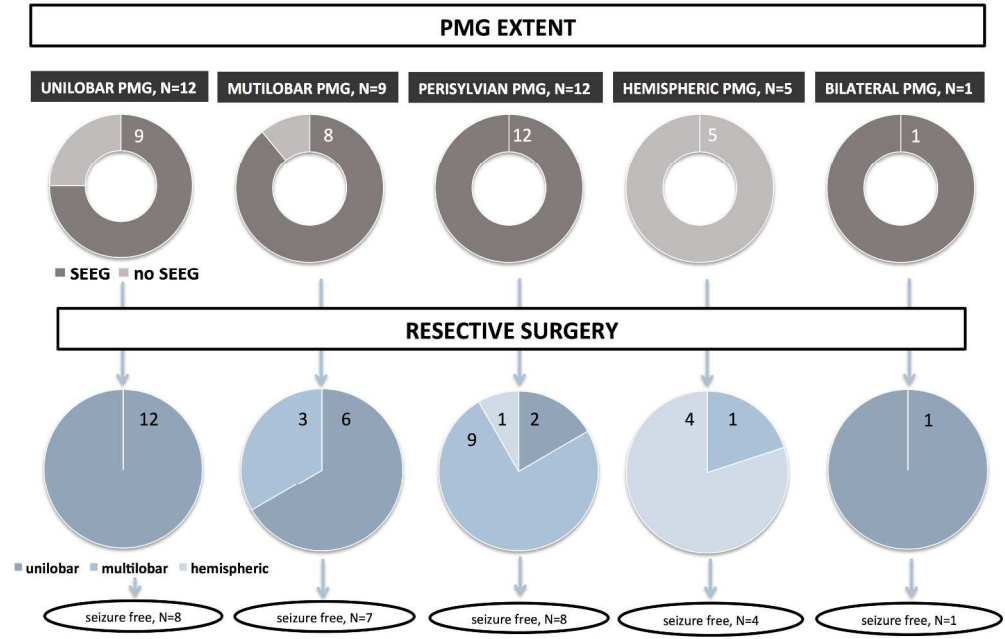 PMG EXTENT
UNILOBAR PMG, N=12
MUTILOBAR PMG, N=9
PERISYLVIAN PMG, N=12
HEMISPHERIC PMG, N=5
BILATERAL PMG, N=1
9
8
12
5
1
SEEG no SEEG
RESECTIVE SURGERY
12
3 6
1 2
9
4 1
1
unilobar multilobar hemispheric
seizure free, N=8
seizure free, N=7
seizure free, N=8
seizure free, N=4
seizure free, N=1